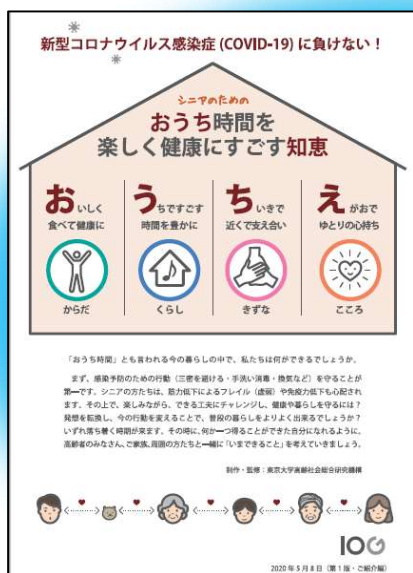 新型コロナウイルス感染症 (COVID-19) に負けない！
シニアのための
おうち時間を
楽しく健康にすごす知恵
おいしく
食べて健康に
からだ
うちですごす
時間を豊かに
くらし
ちいきで
近くで支え合い
きずな
えがおで
ゆとりの心持ち
こころ
「おうち時間」とも言われる今の暮らしの中で、私たちは何ができるでしょうか。
まず、感染予防のための行動（三密を避ける・手洗い消毒・換気など）を守ることが
第一です。シニアの方たちは、筋力低下によるフレイル（虚弱）や免疫力低下も心配されます。
ます。その上で、楽しみながら、できる工夫にチャレンジし、健康や暮らしを守るには？
発想を転換し、今の行動を変えることで、普段の暮らしをよりよく出来るでしょうか？
いずれ落ち着く時期が来ます。その時に、何か一つ得ることができた自分になれるように、
高齢者のみなさん、ご家族、周囲の方たちと一緒に「いまできること」を考えていきましょう。
制作・監修：東京大学高齢社会総合研究機構
IOG
2020年5月8日（第1版・ご紹介編）